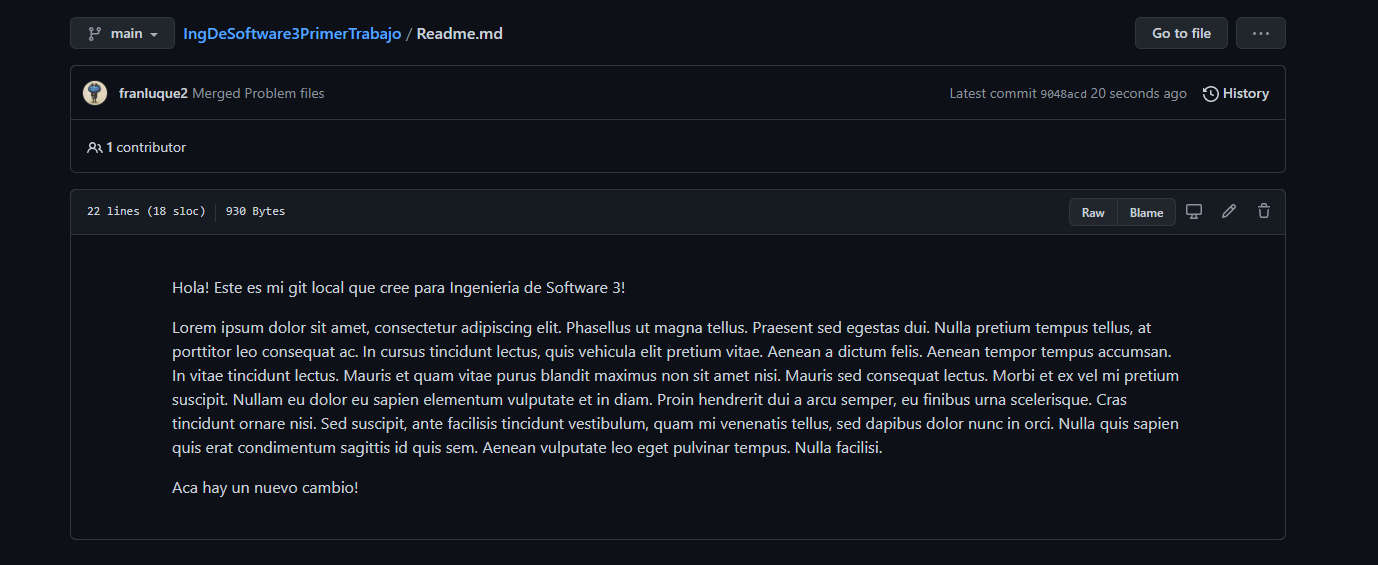 main
IngDeSoftware3PrimerTrabajo / Readme.md
Go to file
...
franluque2 Merged Problem files
Latest commit 9048acd 20 seconds ago
History
1 contributor
22 lines (18 sloc)
930 Bytes
Raw
Blame
Hola! Este es mi git local que cree para Ingenieria de Software 3!
Lorem ipsum dolor sit amet, consectetur adipiscing elit. Phasellus ut magna tellus. Praesent sed egestas dui. Nulla pretium tempus tellus, at
porttitor leo consequat ac. In cursus tincidunt lectus, quis vehicula elit pretium vitae. Aenean a dictum felis. Aenean tempor tempus accumsan.
In vitae tincidunt lectus. Mauris et quam vitae purus blandit maximus non sit amet nisi. Mauris sed consequat lectus. Morbi et ex vel mi pretium
suscipit. Nullam eu dolor eu sapien elementum vulputate et in diam. Proin hendrerit dui a arcu semper, eu finibus urna scelerisque. Cras
tincidunt ornare nisi. Sed suscipit, ante facilisis tincidunt vestibulum, quam mi venenatis tellus, sed dapibus dolor nunc in orci. Nulla quis sapien
quis erat condimentum sagittis id quis sem. Aenean vulputate leo eget pulvinar tempus. Nulla facilisi.
Aca hay un nuevo cambio!